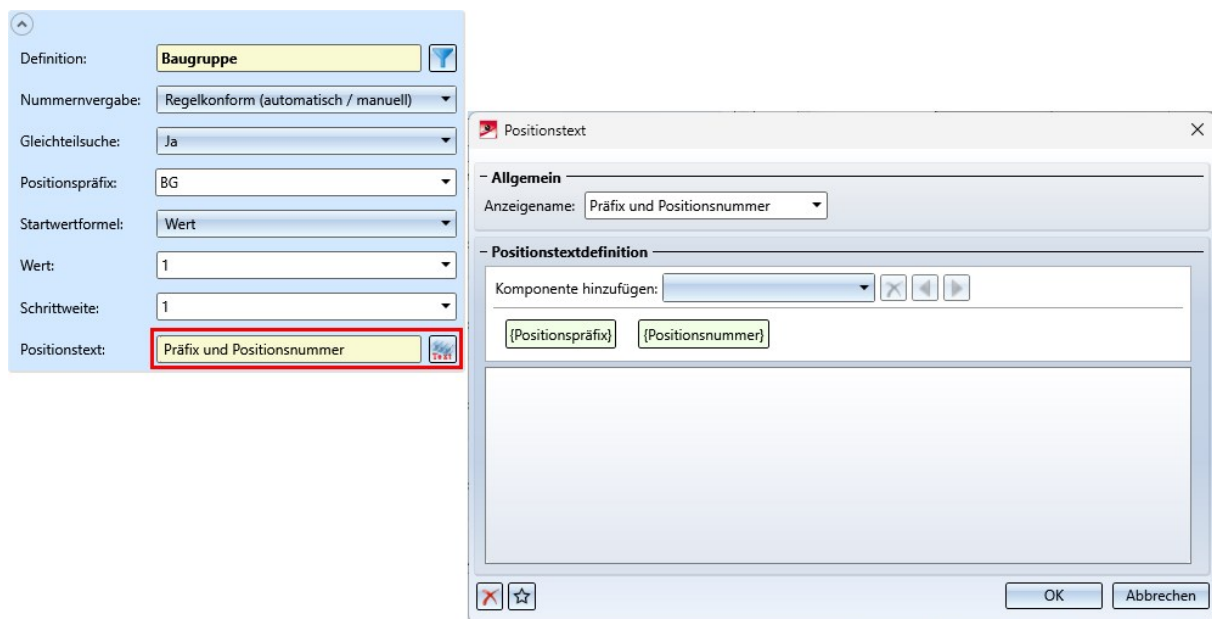 Definition: Baugruppe
Nummernvergabe: Regelkonform (automatisch / manuell)
Gleichteilsuche: Ja
Positionspräfix: BG
Startwertformel: Wert
Wert: 1
Schrittweite: 1
Positionstext: Präfix und Positionsnummer
Positionstext
Allgemein
Anzeigename: Präfix und Positionsnummer
Positionstextdefinition
Komponente hinzufügen:
{Positionspräfix} {Positionsnummer}
OK Abbrechen